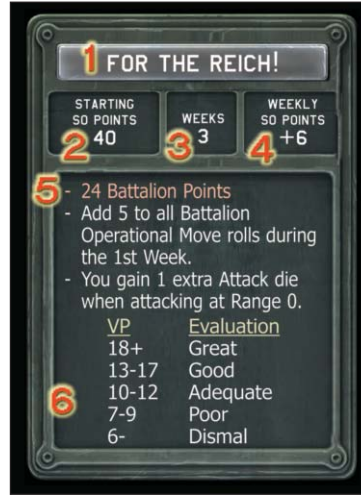 1 FOR THE REICH!
STARTING
SO POINTS
2 40
WEEKS
3 3
WEEKLY
SO POINTS
4 +6
5 - 24 Battalion Points
- Add 5 to all Battalion
Operational Move rolls during
the 1st Week.
- You gain 1 extra Attack die
when attacking at Range 0.
VP Evaluation
18+ Great
13-17 Good
10-12 Adequate
6 7-9 Poor
6- Dismal